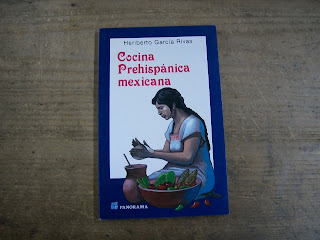 Heriberto García Rivas
Cocina
Prehispánica
mexicana
PANORAMA